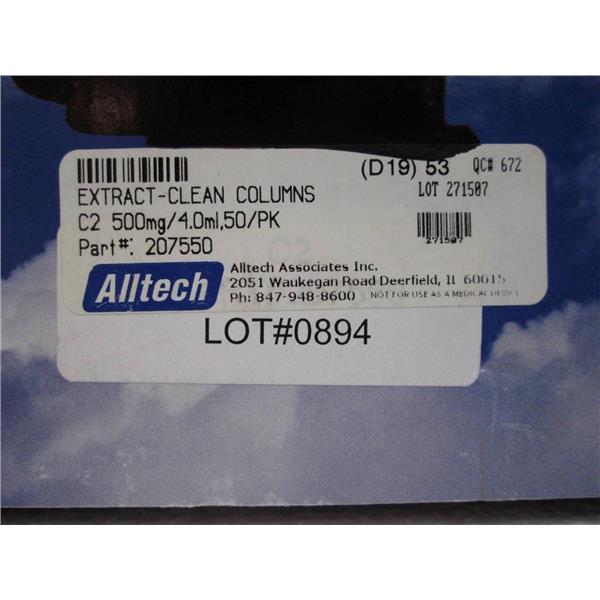 (D19) 53 QC# 672
EXTRACT-CLEAN COLUMNS
LOT 271507
C2 500mg/4.0ml,50/PK
Part#: 207550
271507
Alltech
Alltech Associates Inc.
2051 Waukegan Road Deerfield, IL 60015
Ph: 847-948-8600 NOT FOR USE AS A MEDICAL DEVICE
LOT#0894